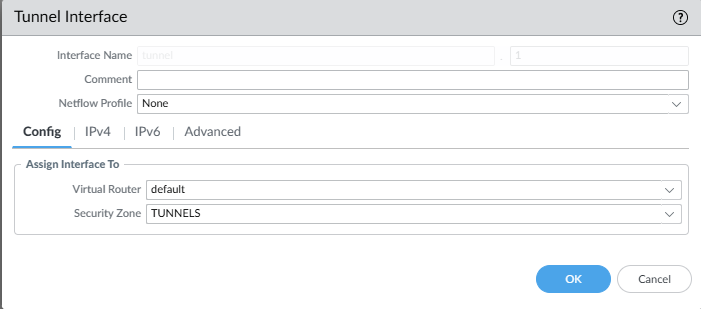 Tunnel Interface ?
Interface Name tunnel . 1
Comment
Netflow Profile None
Config | IPv4 | IPv6 | Advanced
Assign Interface To
Virtual Router default
Security Zone TUNNELS
OK Cancel